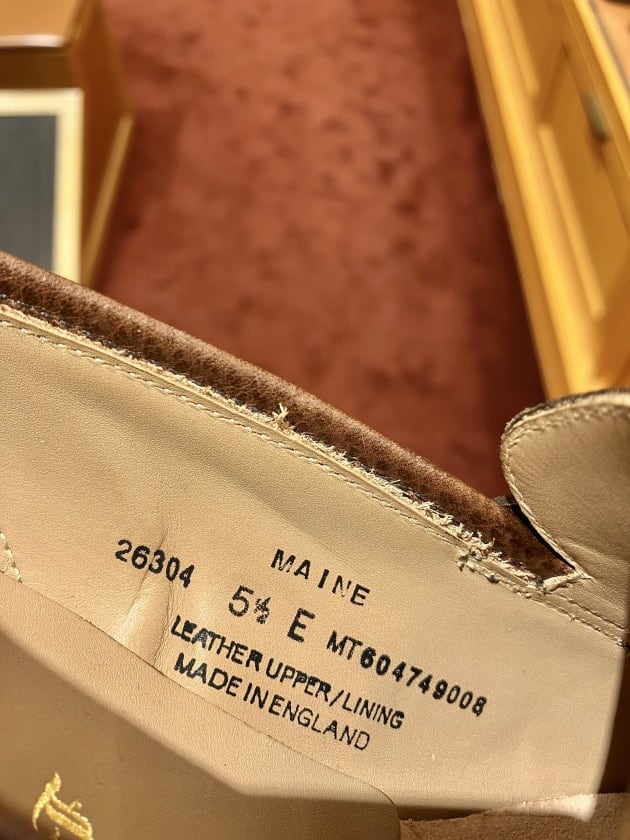 MAINE
26304 5½ E MT604749008
LEATHER UPPER/LINING
MADE IN ENGLAND